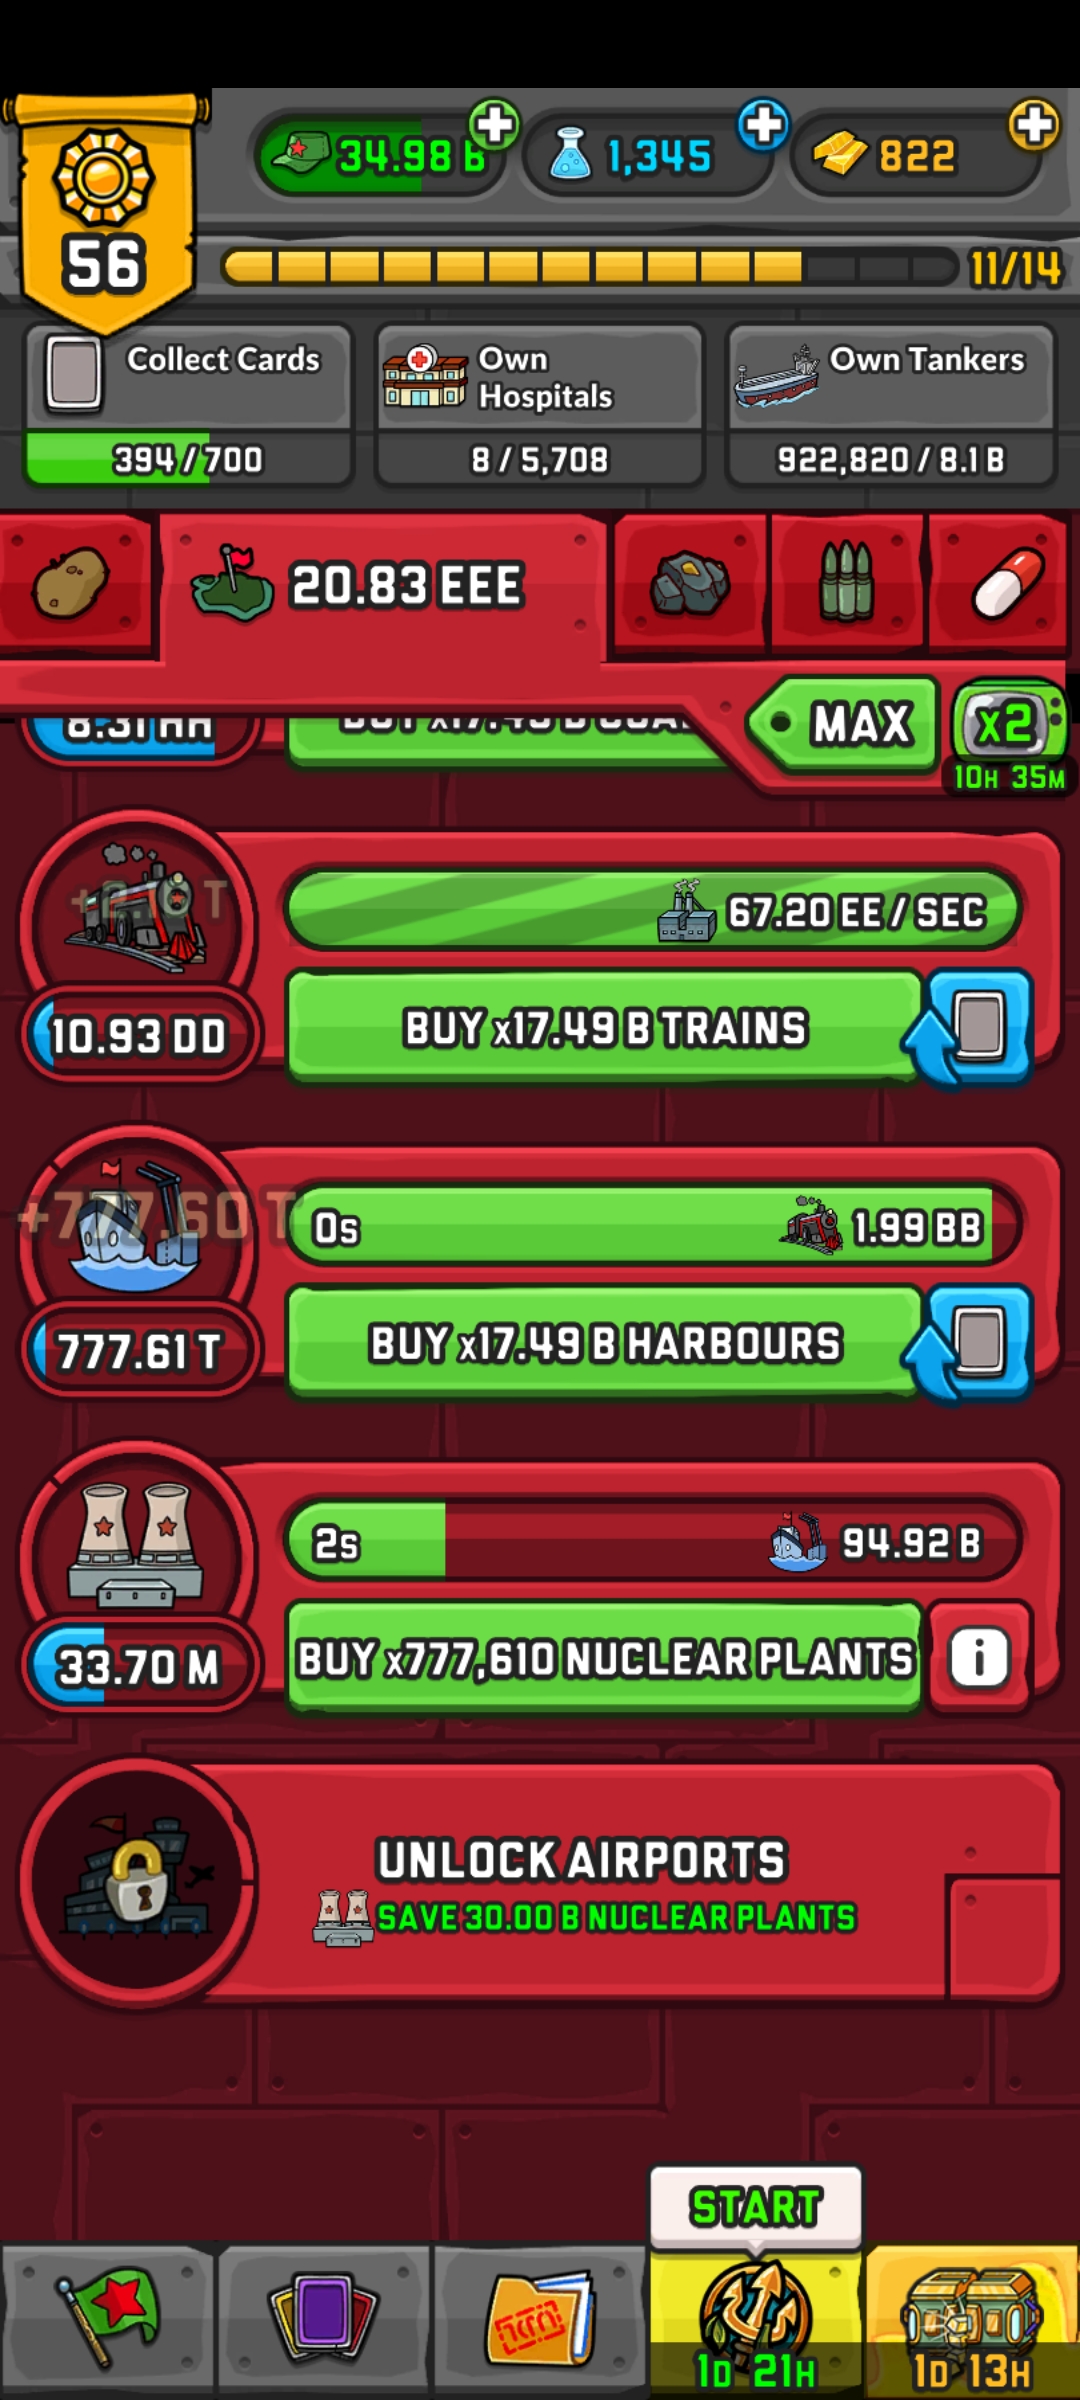 56
34.98 B
1,345
822
11/14
Collect Cards
394 / 700
Own
Hospitals
8 / 5,708
Own Tankers
922,820 / 8.1 B
20.83 EEE
MAX
x2
10H 35M
8.31 HH
67.20 EE / SEC
10.93 DD
BUY x17.49 B TRAINS
+777.60 T
0s
1.99 BB
777.61 T
BUY x17.49 B HARBOURS
2s
94.92 B
33.70 M
BUY x777,610 NUCLEAR PLANTS
i
UNLOCK AIRPORTS
SAVE 30.00 B NUCLEAR PLANTS
START
1D 21H
1D 13H